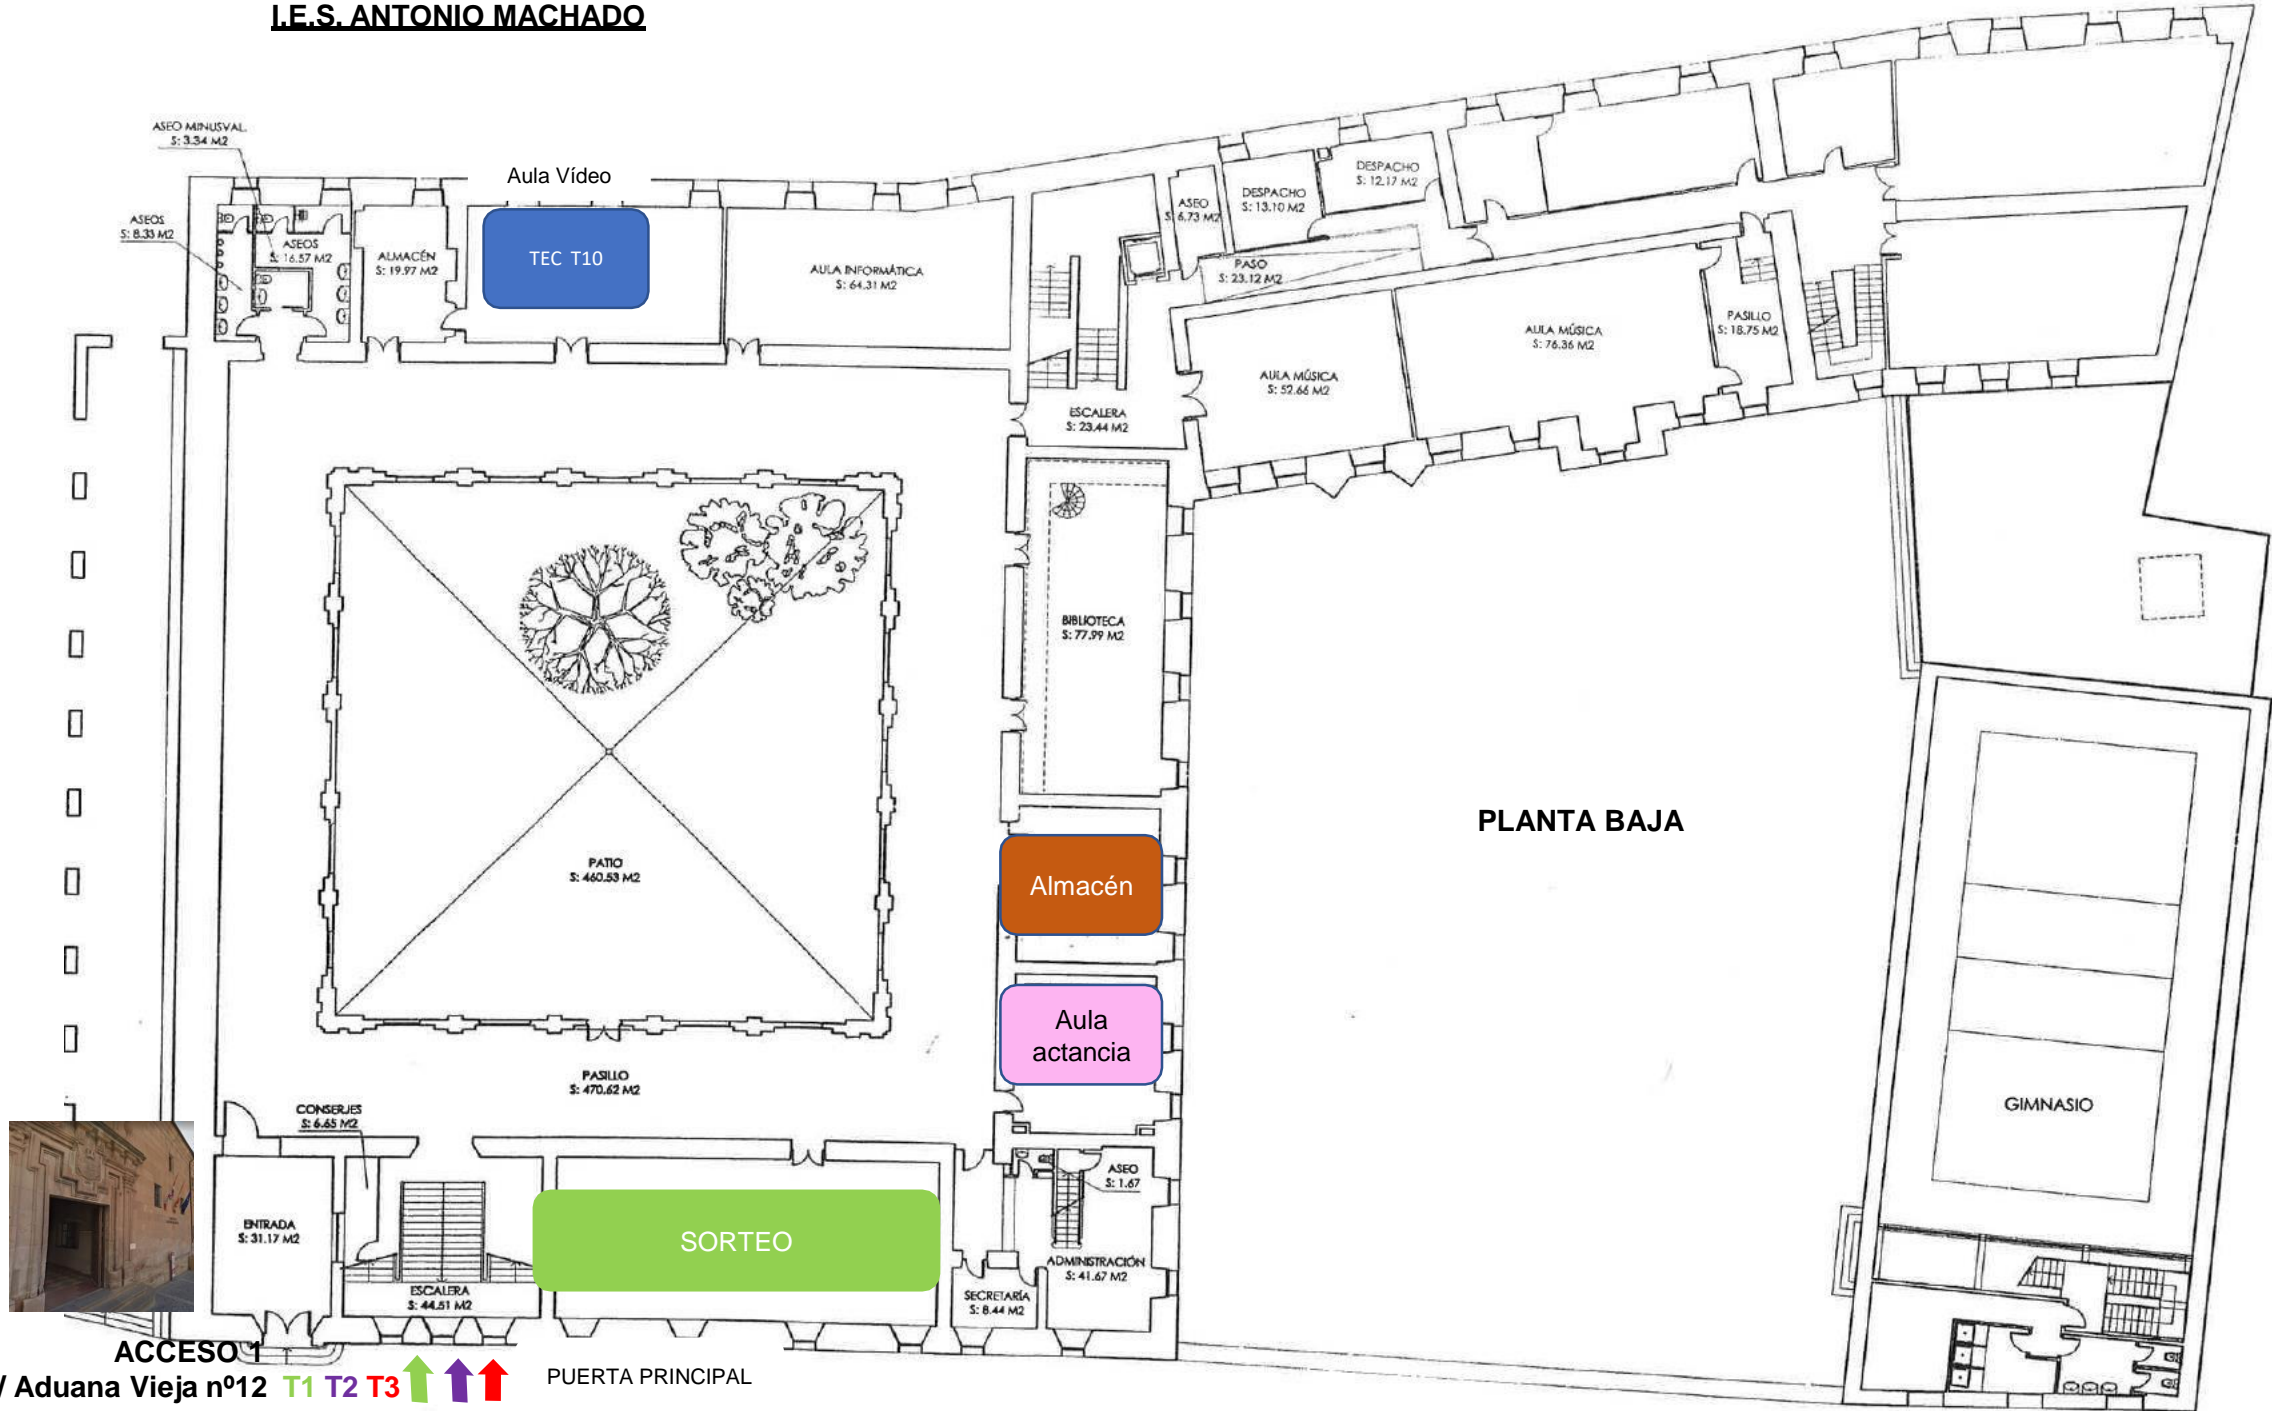 I.E.S. ANTONIO MACHADO
ASEO MINUSVAL.
S: 3.34 M2
Aula Vídeo
ASEOS
S: 8.33 M2
ASEOS
S: 16.57 M2
ALMACÉN
S: 19.97 M2
TEC T10
AULA INFORMÁTICA
S: 64.31 M2
ASEO
S: 6.73 M2
DESPACHO
S: 13.10 M2
DESPACHO
S: 12.17 M2
PASO
S: 23.12 M2
AULA MÚSICA
S: 52.66 M2
AULA MÚSICA
S: 76.36 M2
PASILLO
S: 18.75 M2
ESCALERA
S: 23.44 M2
BIBLIOTECA
S: 77.99 M2
PLANTA BAJA
PATIO
S: 460.53 M2
Almacén
Aula
actancia
PASILLO
S: 470.62 M2
CONSERJES
S: 6.65 M2
GIMNASIO
ENTRADA
S: 31.17 M2
ESCALERA
S: 44.51 M2
SORTEO
ASEO
S: 1.67
ADMINISTRACIÓN
S: 41.67 M2
SECRETARÍA
S: 8.44 M2
ACCESO 1
/ Aduana Vieja nº12 T1 T2 T3
PUERTA PRINCIPAL